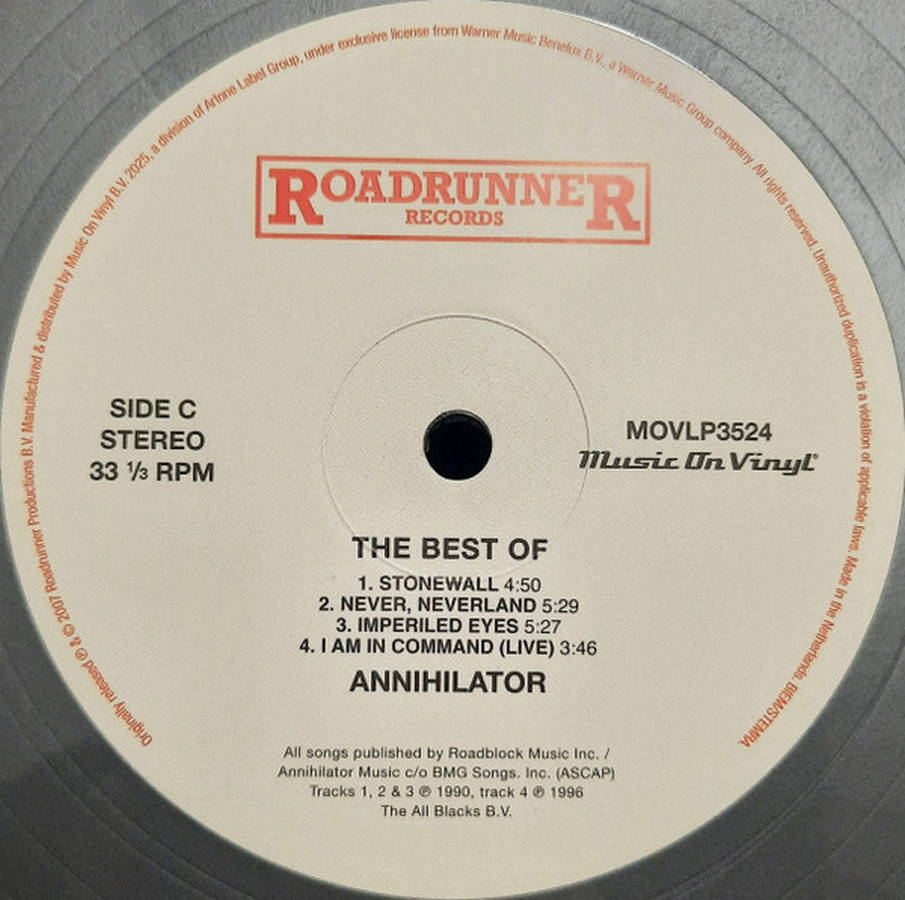 Originally released ℗ & © 2007 Roadrunner Productions B.V. Manufactured & distributed by Music On Vinyl B.V. 2025, a division of Artone Label Group, under exclusive license from Warner Music Benelux B.V., a Warner Music Group company. All rights reserved. Unauthorized duplication is a violation of applicable laws. Made in the Netherlands. BIEM/STEMRA.
ROADRUNNER
RECORDS
SIDE C
STEREO
33 ⅓ RPM
MOVLP3524
Music On Vinyl®
THE BEST OF
1. STONEWALL 4:50
2. NEVER, NEVERLAND 5:29
3. IMPERILED EYES 5:27
4. I AM IN COMMAND (LIVE) 3:46
ANNIHILATOR
All songs published by Roadblock Music Inc. /
Annihilator Music c/o BMG Songs. Inc. (ASCAP)
Tracks 1, 2 & 3 ℗ 1990, track 4 ℗ 1996
The All Blacks B.V.